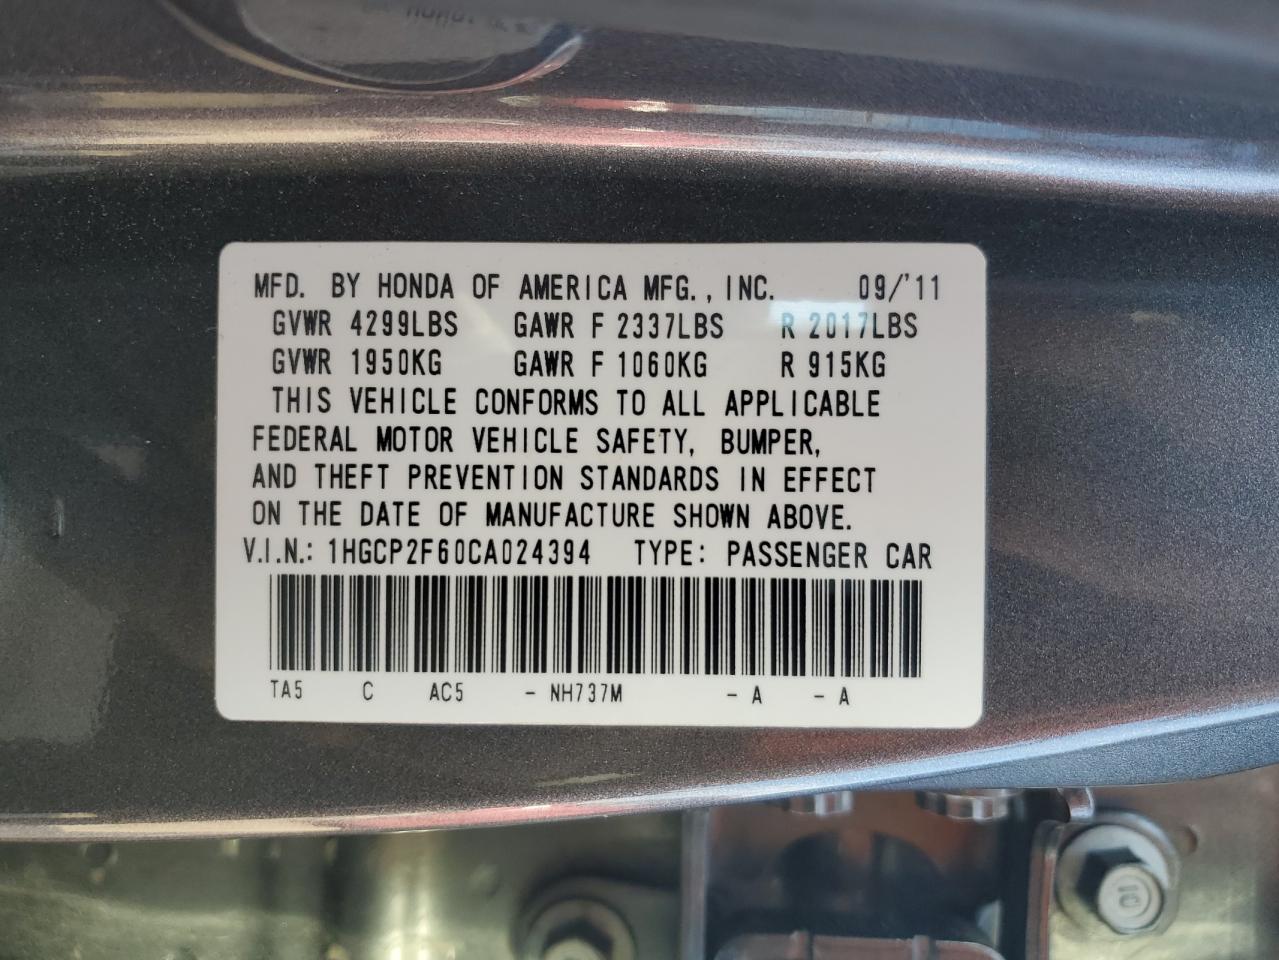 MFD. BY HONDA OF AMERICA MFG., INC. 09/'11
GVWR 4299LBS GAWR F 2337LBS R 2017LBS
GVWR 1950KG GAWR F 1060KG R 915KG
THIS VEHICLE CONFORMS TO ALL APPLICABLE
FEDERAL MOTOR VEHICLE SAFETY, BUMPER,
AND THEFT PREVENTION STANDARDS IN EFFECT
ON THE DATE OF MANUFACTURE SHOWN ABOVE.
V.I.N.: 1HGCP2F60CA024394 TYPE: PASSENGER CAR
TA5 C AC5 - NH737M - A - A